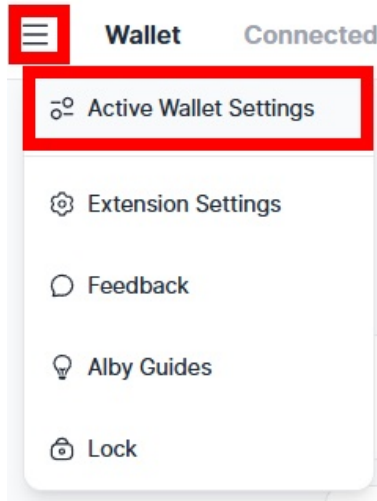 Wallet Connected
Active Wallet Settings
Extension Settings
Feedback
Alby Guides
Lock